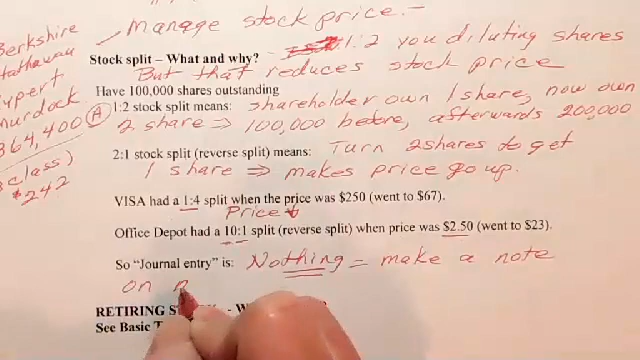 Manage stock price.
Berkshire
Hathaway
Rupert
Murdock
364,400 (A)
class)
$242
Stock split – What and why? - 1:2 you diluting shares
But that reduces stock price
Have 100,000 shares outstanding
1:2 stock split means: shareholder own 1 share, now own
2 share ⇒ 100,000 before, afterwards 200,000
2:1 stock split (reverse split) means: Turn 2 shares to get
1 share ⇒ makes price go up.
VISA had a 1:4 split when the price was $250 (went to $67).
Price ↓
Office Depot had a 10:1 split (reverse split) when price was $2.50 (went to $23).
So “Journal entry” is: Nothing = make a note
on
RETIRING
See Basic